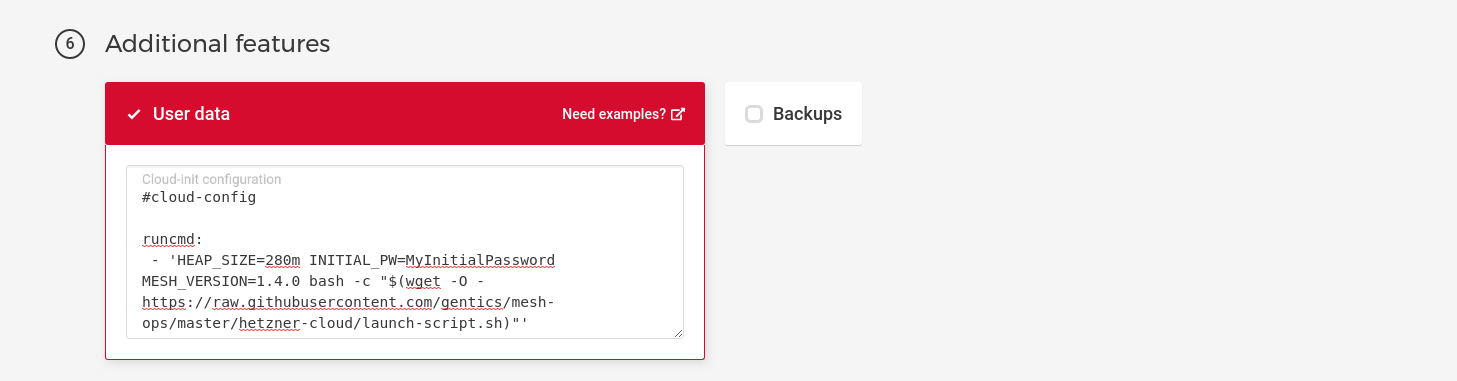 6 Additional features
User data Need examples? Backups
Cloud-init configuration
#cloud-config
runcmd:
- 'HEAP_SIZE=280m INITIAL_PW=MyInitialPassword
MESH_VERSION=1.4.0 bash -c "$(wget -O -
https://raw.githubusercontent.com/gentics/mesh-
ops/master/hetzner-cloud/launch-script.sh)"'